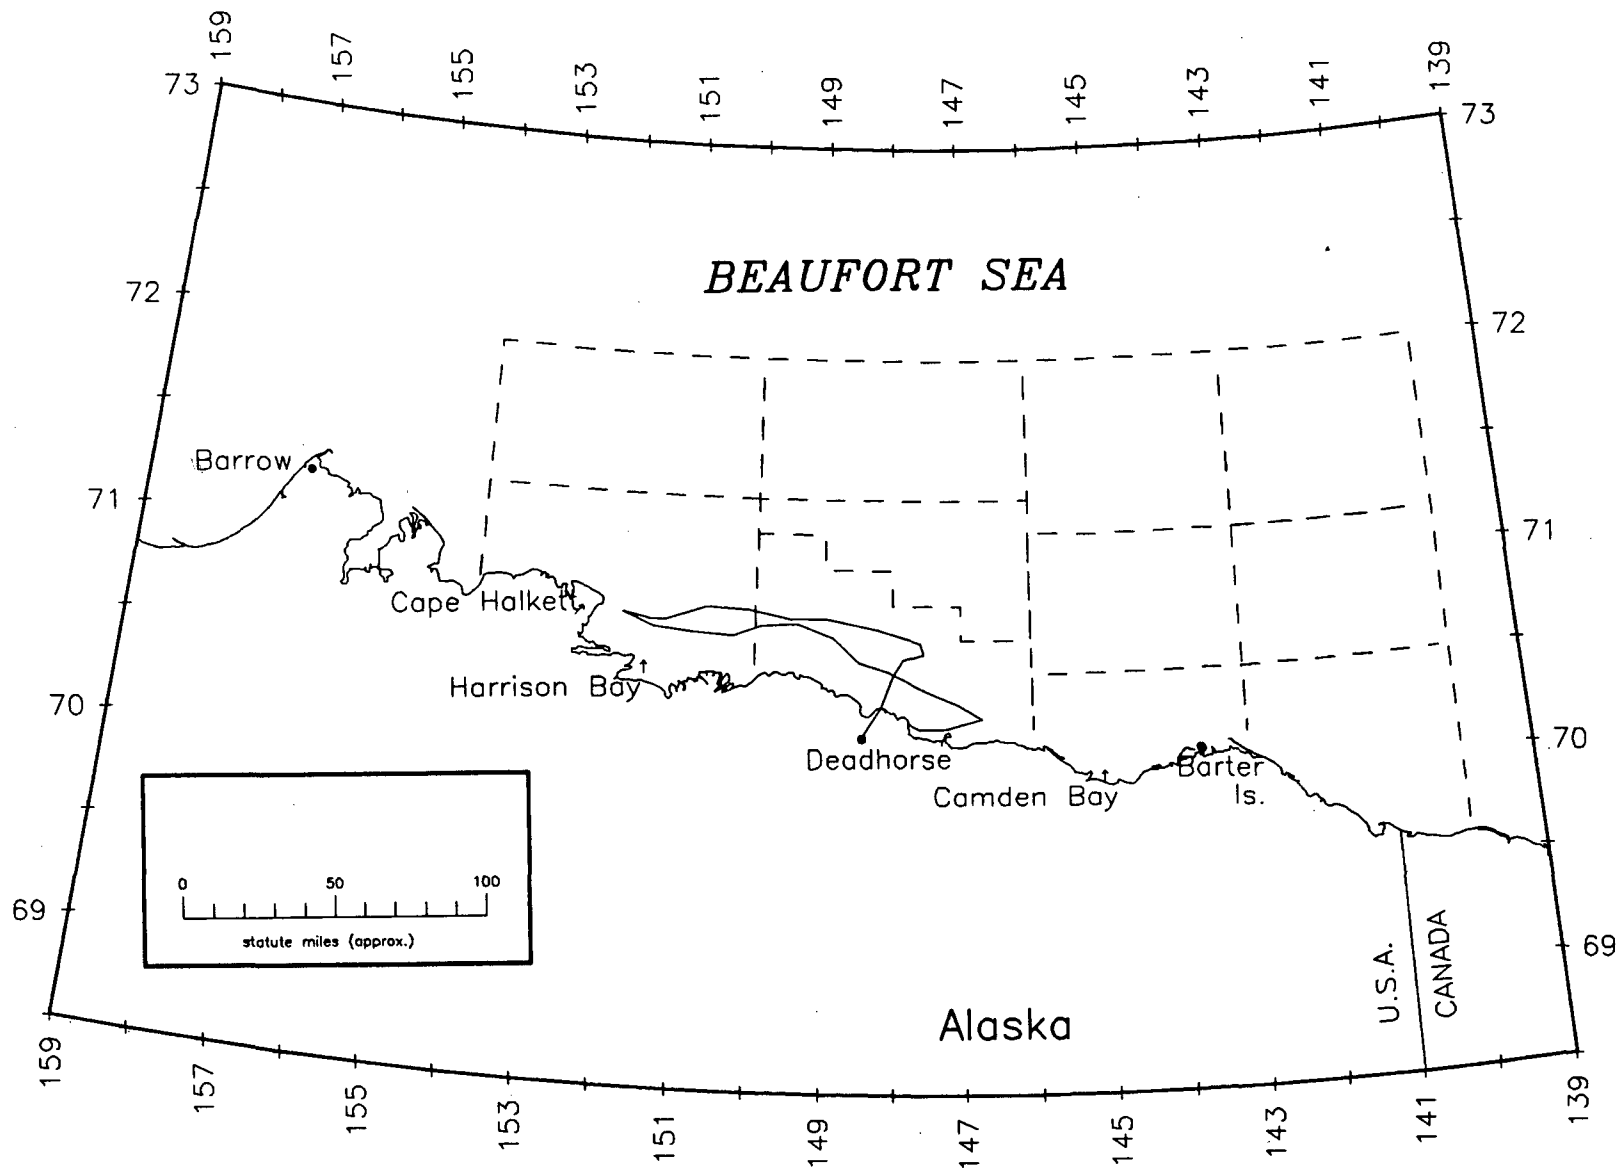 159 157 155 153 151 149 147 145 143 141 139
73 73
BEAUFORT SEA
72 72
Barrow
71 71
Cape Halkett
Harrison Bay
70 70
Deadhorse
Barter
Is.
Camden Bay
0 50 100
statute miles (approx.)
69 69
U.S.A.
CANADA
Alaska
159 157 155 153 151 149 147 145 143 141 139